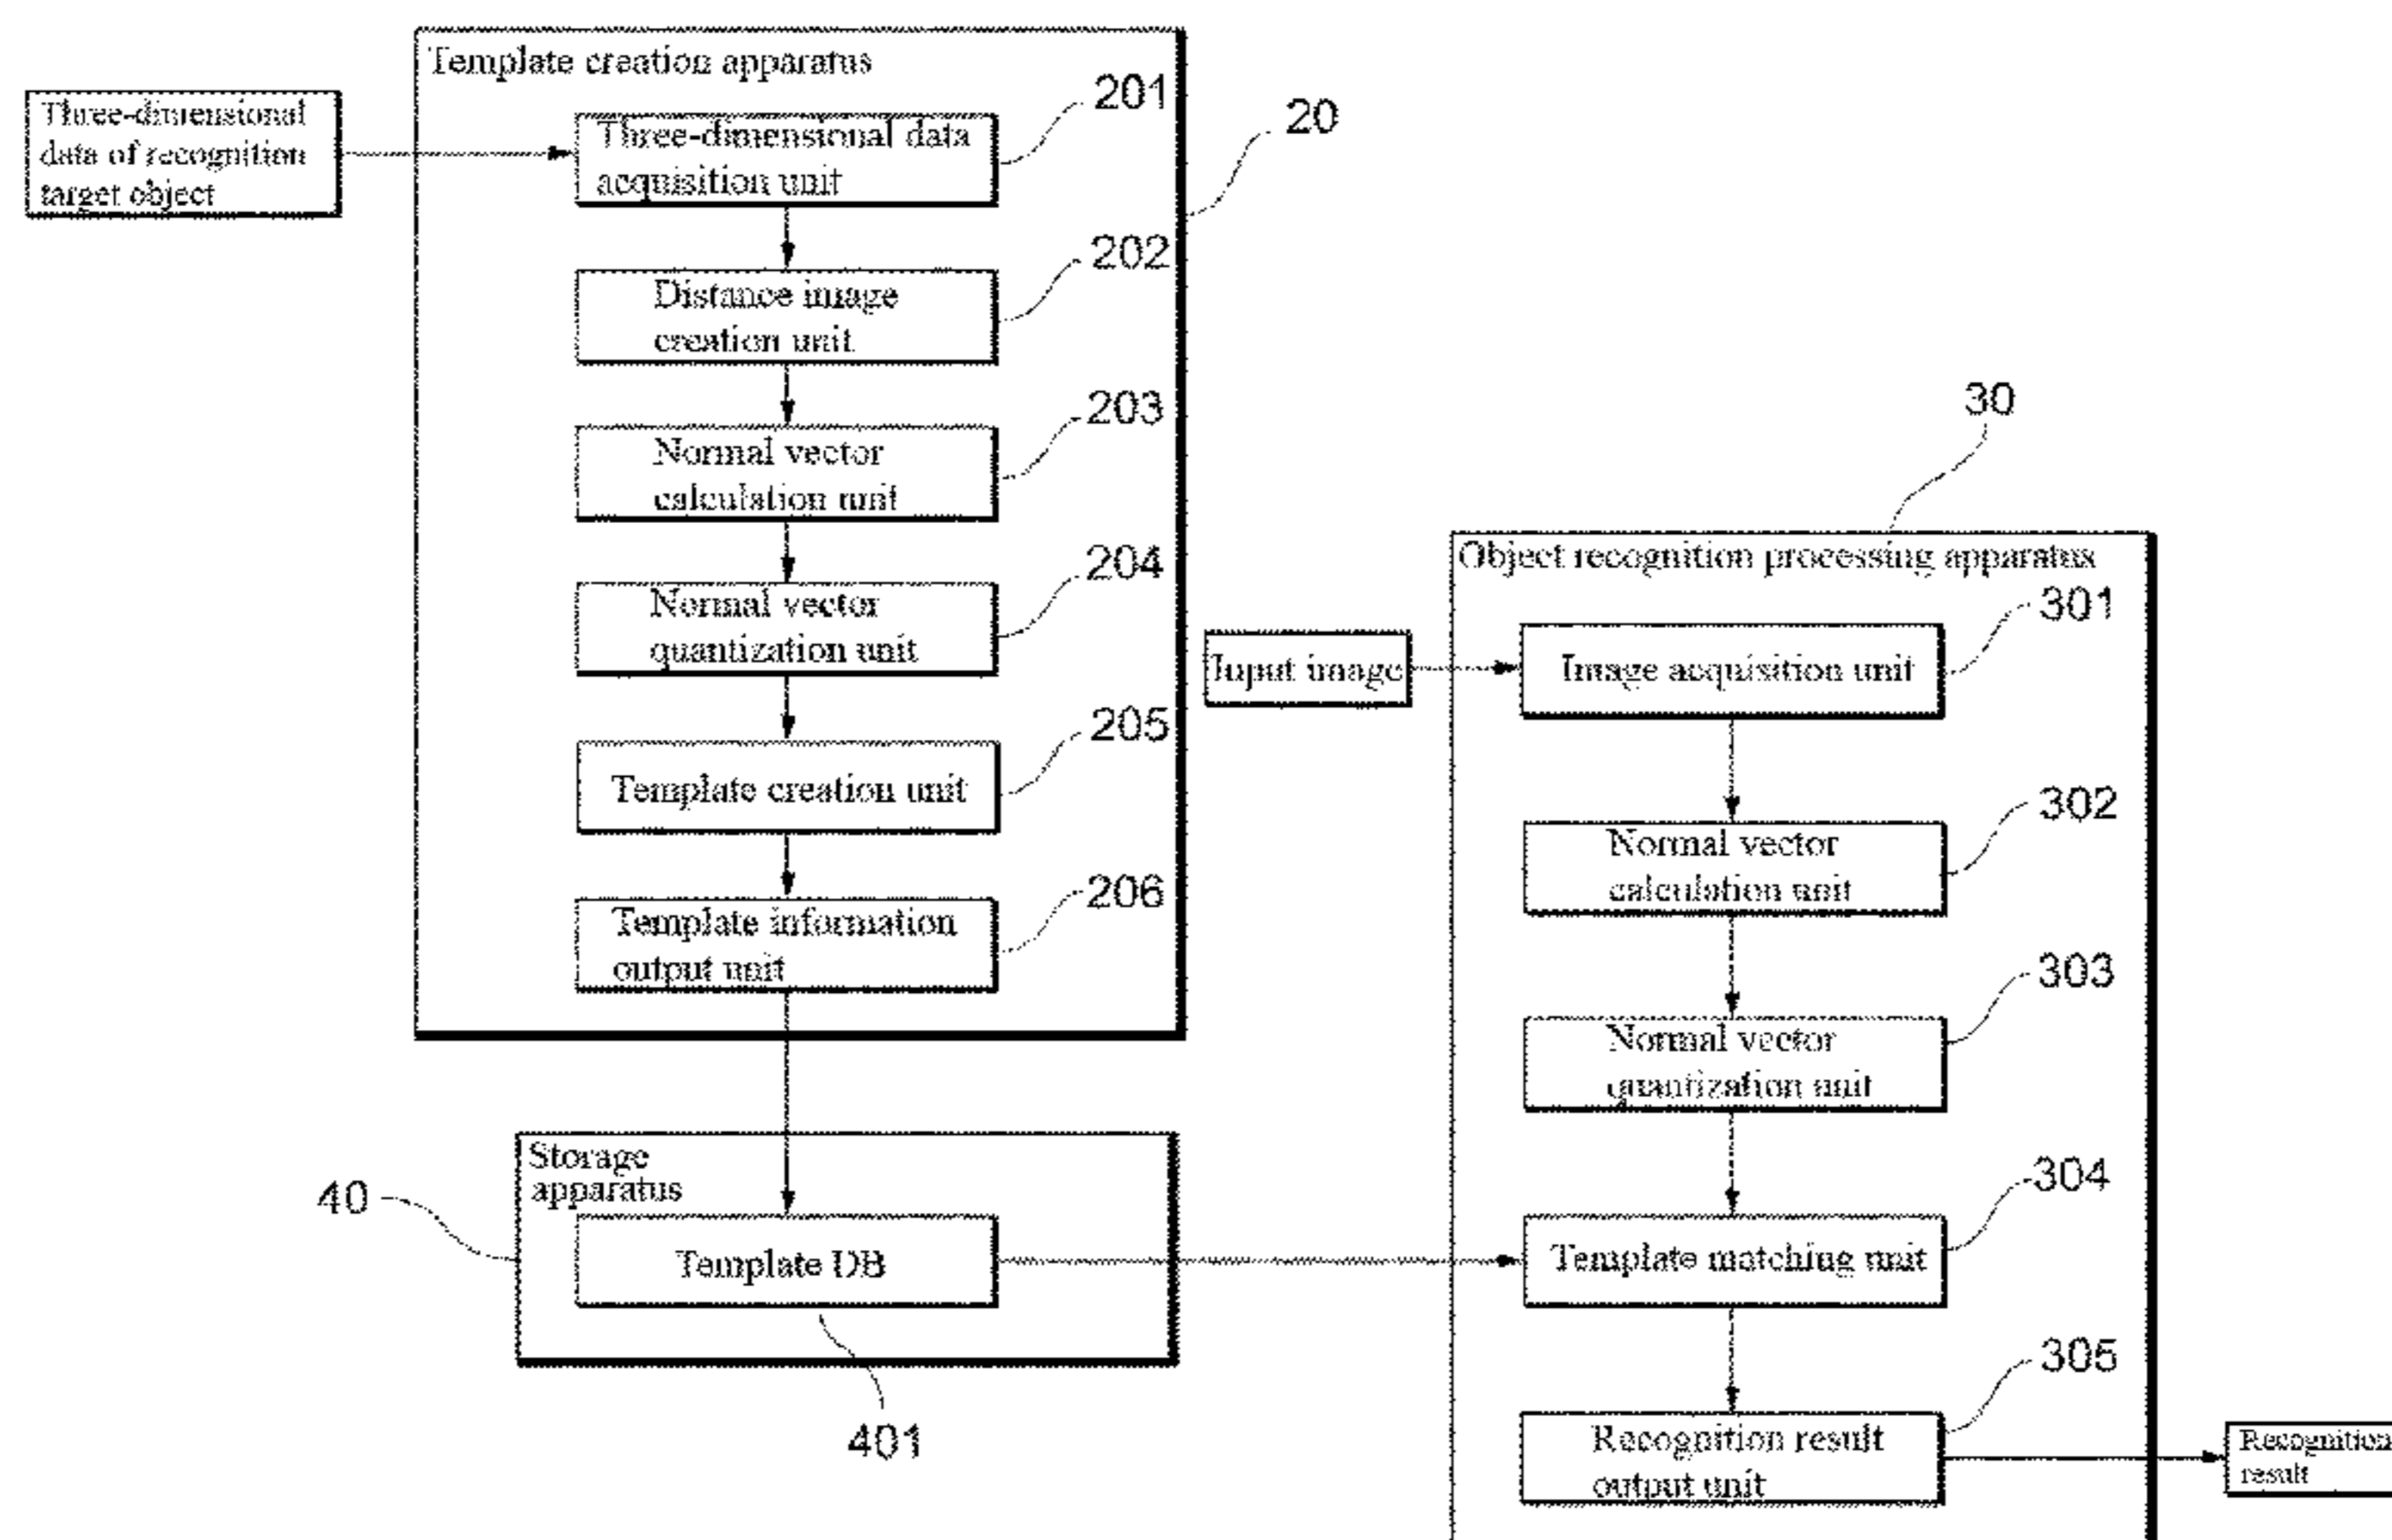 Template creation apparatus
201
20
Three-dimensional
data of recognition
target object
Three-dimensional data
acquisition unit
202
Distance image
creation unit
203
Normal vector
calculation unit
204
Normal vector
quantization unit
205
Template creation unit
206
Template information
output unit
Storage
apparatus
40
Template DB
401
30
Object recognition processing apparatus
301
Input image
Image acquisition unit
302
Normal vector
calculation unit
303
Normal vector
quantization unit
304
Template matching unit
305
Recognition result
output unit
Recognition
result